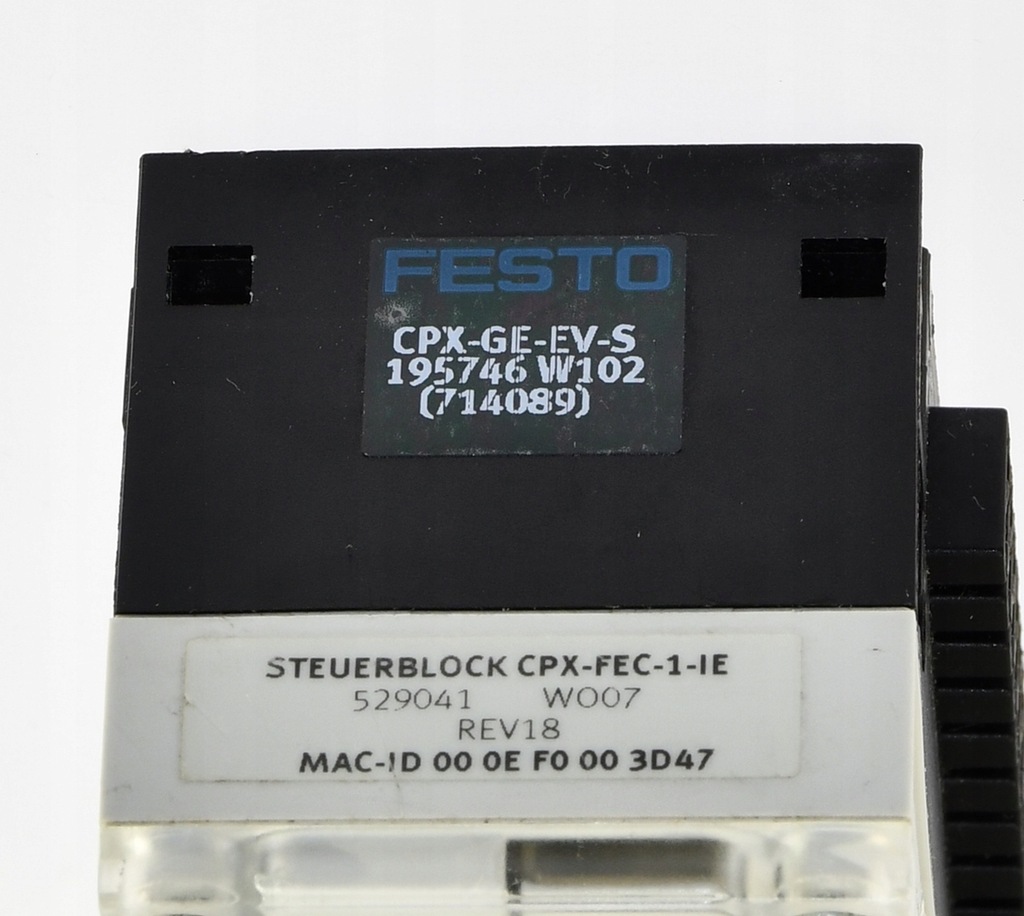 FESTO
CPX-GE-EV-S
195746 W102
(714089)
STEUERBLOCK CPX-FEC-1-IE
529041 WO07
REV18
MAC-ID 00 0E F0 00 3D47